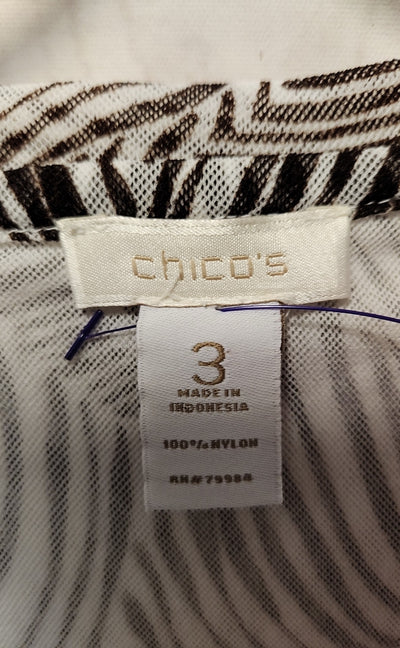 chico's
3
MADE IN
INDONESIA
100% NYLON
RN# 79984